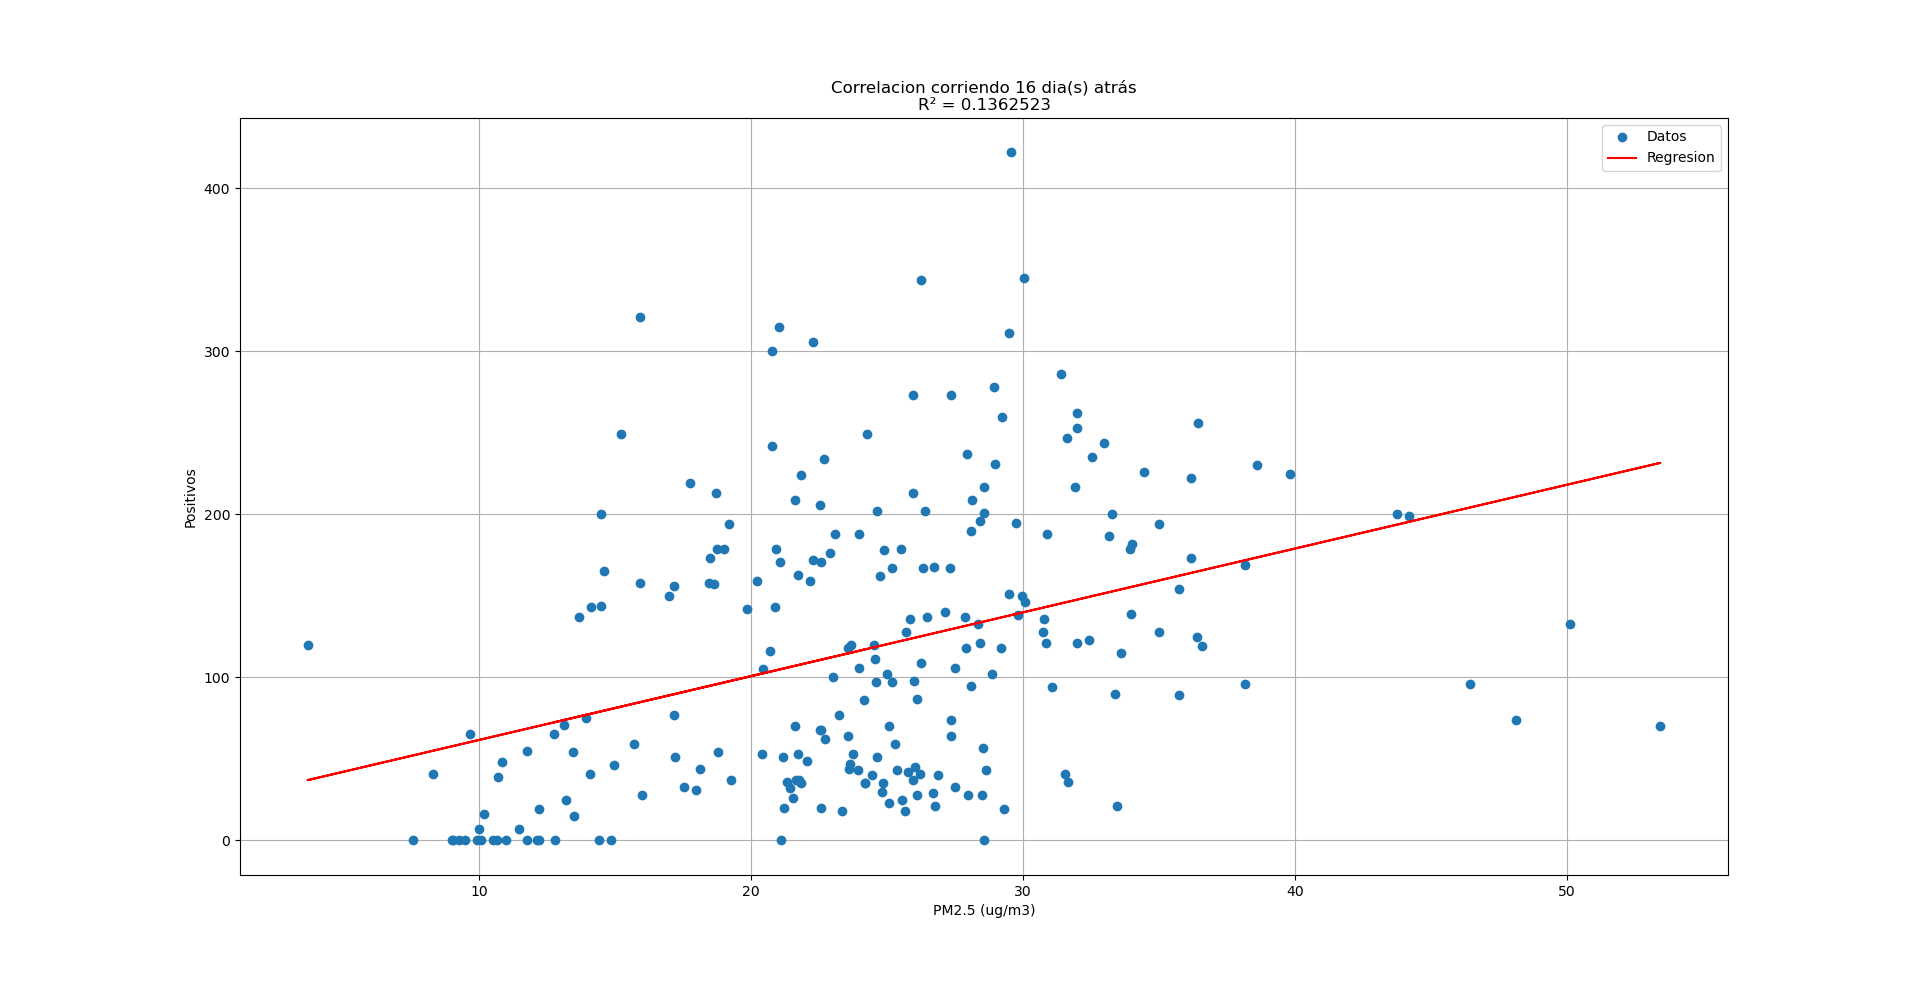 Correlacion corriendo 16 dia(s) atrás
R² = 0.1362523
Datos
Regresion
400
300
200
100
0
Positivos
10
20
30
40
50
PM2.5 (ug/m3)